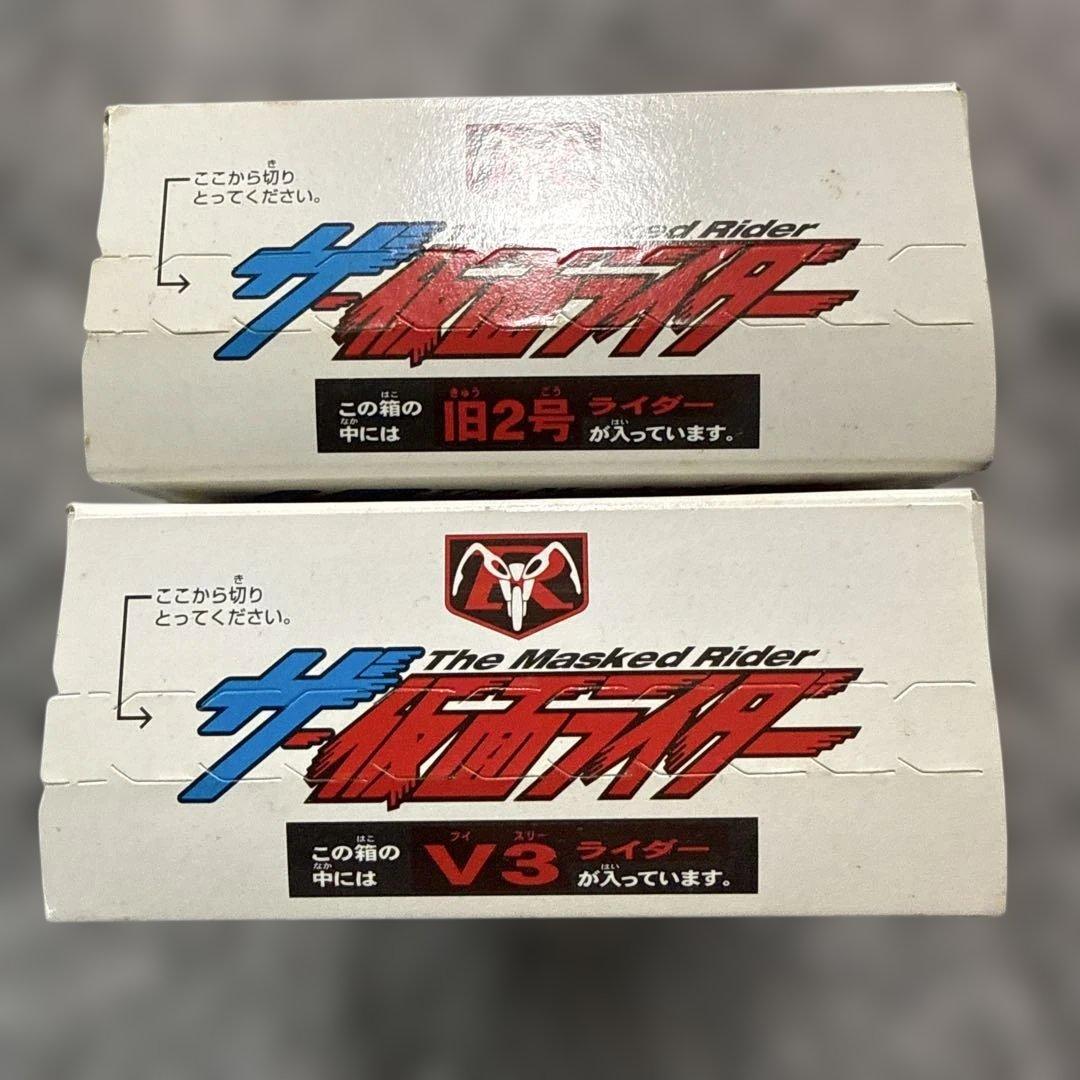 ここから切り
とってください。
Masked Rider
ザ・仮面ライダー
この箱の
中には
旧2号
ライダー
が入っています。
ここから切り
とってください。
R
The Masked Rider
ザ・仮面ライダー
この箱の
中には
V3
ライダー
が入っています。